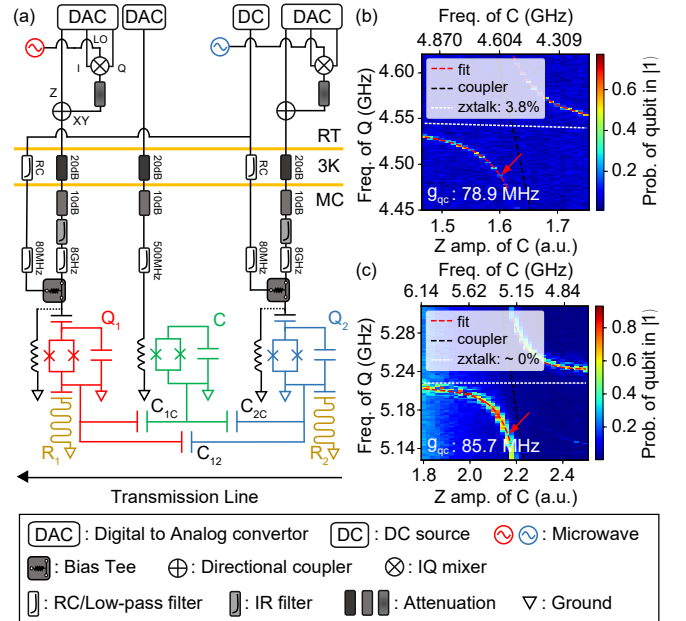 (a)
DAC
DAC
DC
DAC
LO
I
Q
Z
XY
RT
RC
20dB
20dB
RC
20dB
3K
MC
10dB
10dB
10dB
80MHz
8GHz
500MHz
80MHz
8GHz
Q1
C
Q2
C1C
C2C
C12
R1
R2
Transmission Line
(b)
Freq. of C (GHz)
4.870
4.604
4.309
4.60
4.55
4.50
4.45
Freq. of Q (GHz)
fit
coupler
zxtalk: 3.8%
gqc: 78.9 MHz
1.5
1.6
1.7
Z amp. of C (a.u.)
0.6
0.4
0.2
Prob. of qubit in |1⟩
(c)
Freq. of C (GHz)
6.14
5.62
5.15
4.84
5.28
5.24
5.18
5.14
Freq. of Q (GHz)
fit
coupler
zxtalk: ~ 0%
gqc: 85.7 MHz
1.8
2.0
2.2
2.4
Z amp. of C (a.u.)
0.8
0.6
0.4
0.2
0
Prob. of qubit in |1⟩
DAC : Digital to Analog convertor
DC : DC source
: Microwave
: Bias Tee
: Directional coupler
: IQ mixer
: RC/Low-pass filter
: IR filter
: Attenuation
: Ground